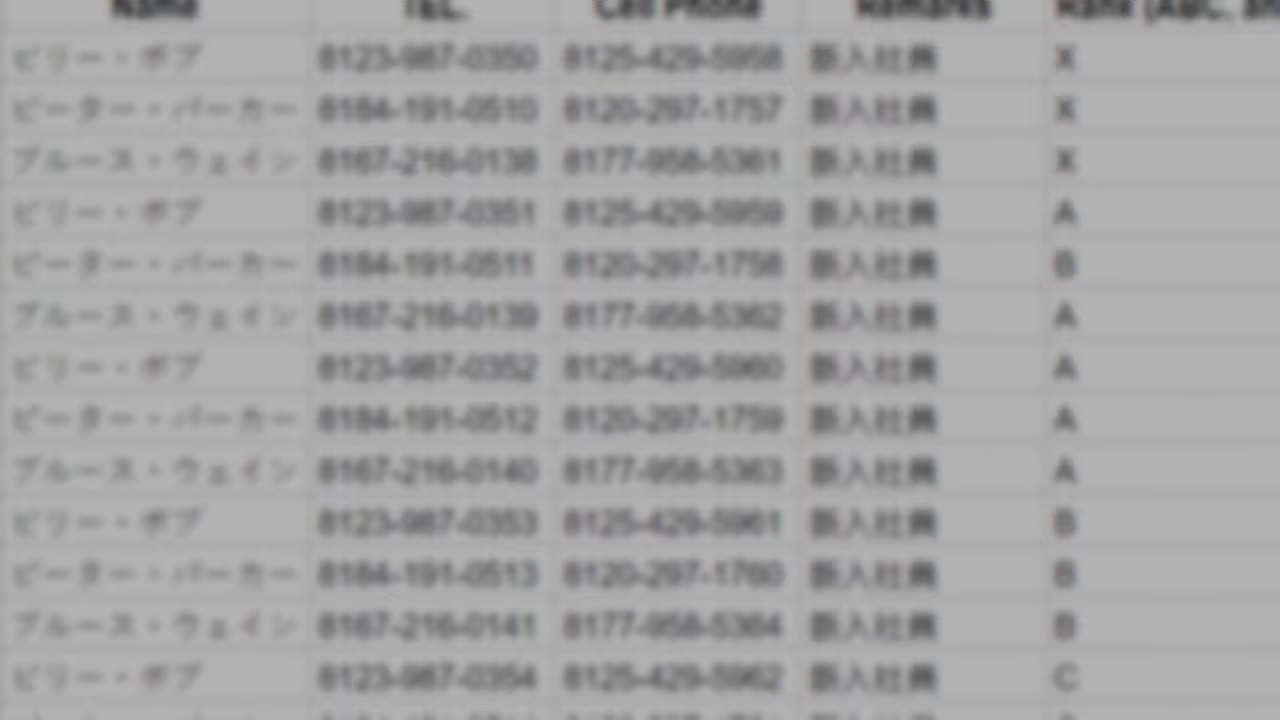 Name TEL. Cell Phone Remarks Rank (ABC, an
ビリー・ボブ 8123-987-0350 8125-429-5958 新入社員 X
ピーター・パーカー 8184-191-0510 8120-297-1757 新入社員 X
ブルース・ウェイン 8167-216-0138 8177-958-5361 新入社員 X
ビリー・ボブ 8123-987-0351 8125-429-5959 新入社員 A
ピーター・パーカー 8184-191-0511 8120-297-1758 新入社員 B
ブルース・ウェイン 8167-216-0139 8177-958-5362 新入社員 A
ビリー・ボブ 8123-987-0352 8125-429-5960 新入社員 A
ピーター・パーカー 8184-191-0512 8120-297-1759 新入社員 A
ブルース・ウェイン 8167-216-0140 8177-958-5363 新入社員 A
ビリー・ボブ 8123-987-0353 8125-429-5961 新入社員 B
ピーター・パーカー 8184-191-0513 8120-297-1760 新入社員 B
ブルース・ウェイン 8167-216-0141 8177-958-5364 新入社員 B
ビリー・ボブ 8123-987-0354 8125-429-5962 新入社員 C